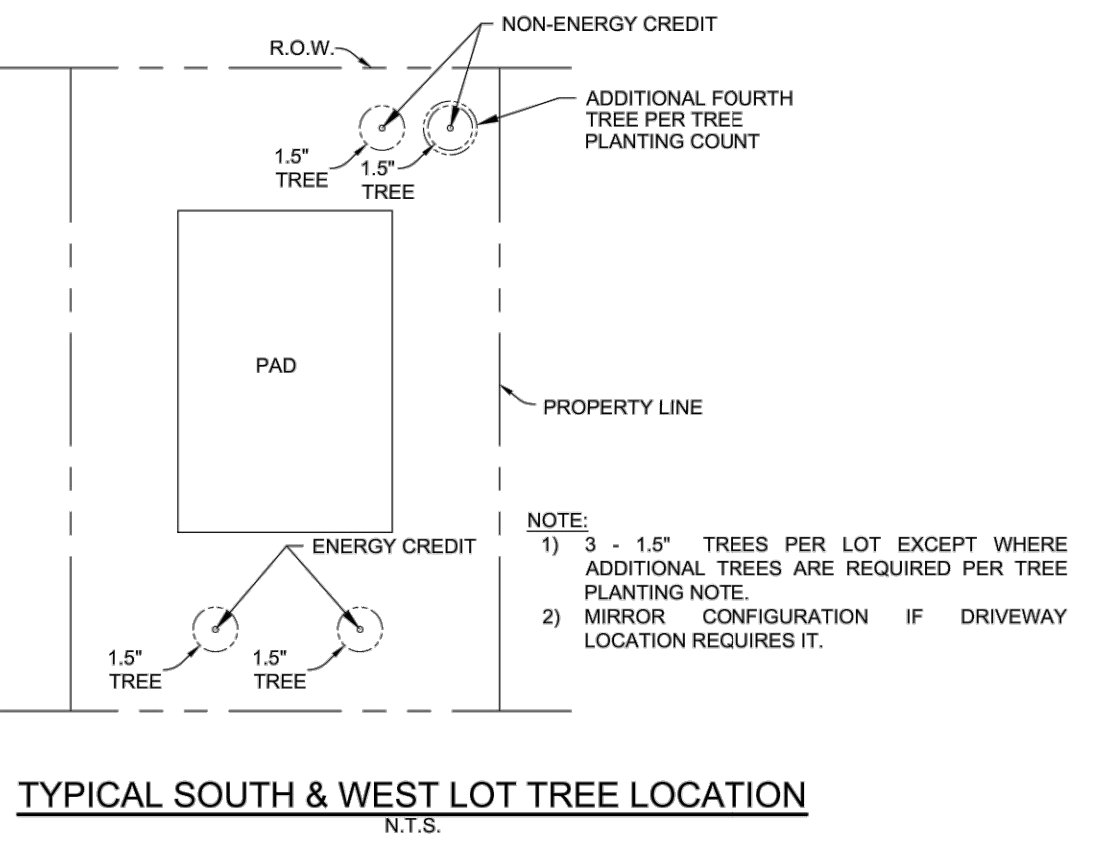 NON-ENERGY CREDIT
R.O.W.
ADDITIONAL FOURTH
TREE PER TREE
PLANTING COUNT
1.5"
TREE
1.5"
TREE
PAD
PROPERTY LINE
ENERGY CREDIT
1.5"
TREE
1.5"
TREE
NOTE:
1) 3 - 1.5" TREES PER LOT EXCEPT WHERE
ADDITIONAL TREES ARE REQUIRED PER TREE
PLANTING NOTE.
2) MIRROR CONFIGURATION IF DRIVEWAY
LOCATION REQUIRES IT.
TYPICAL SOUTH & WEST LOT TREE LOCATION
N.T.S.